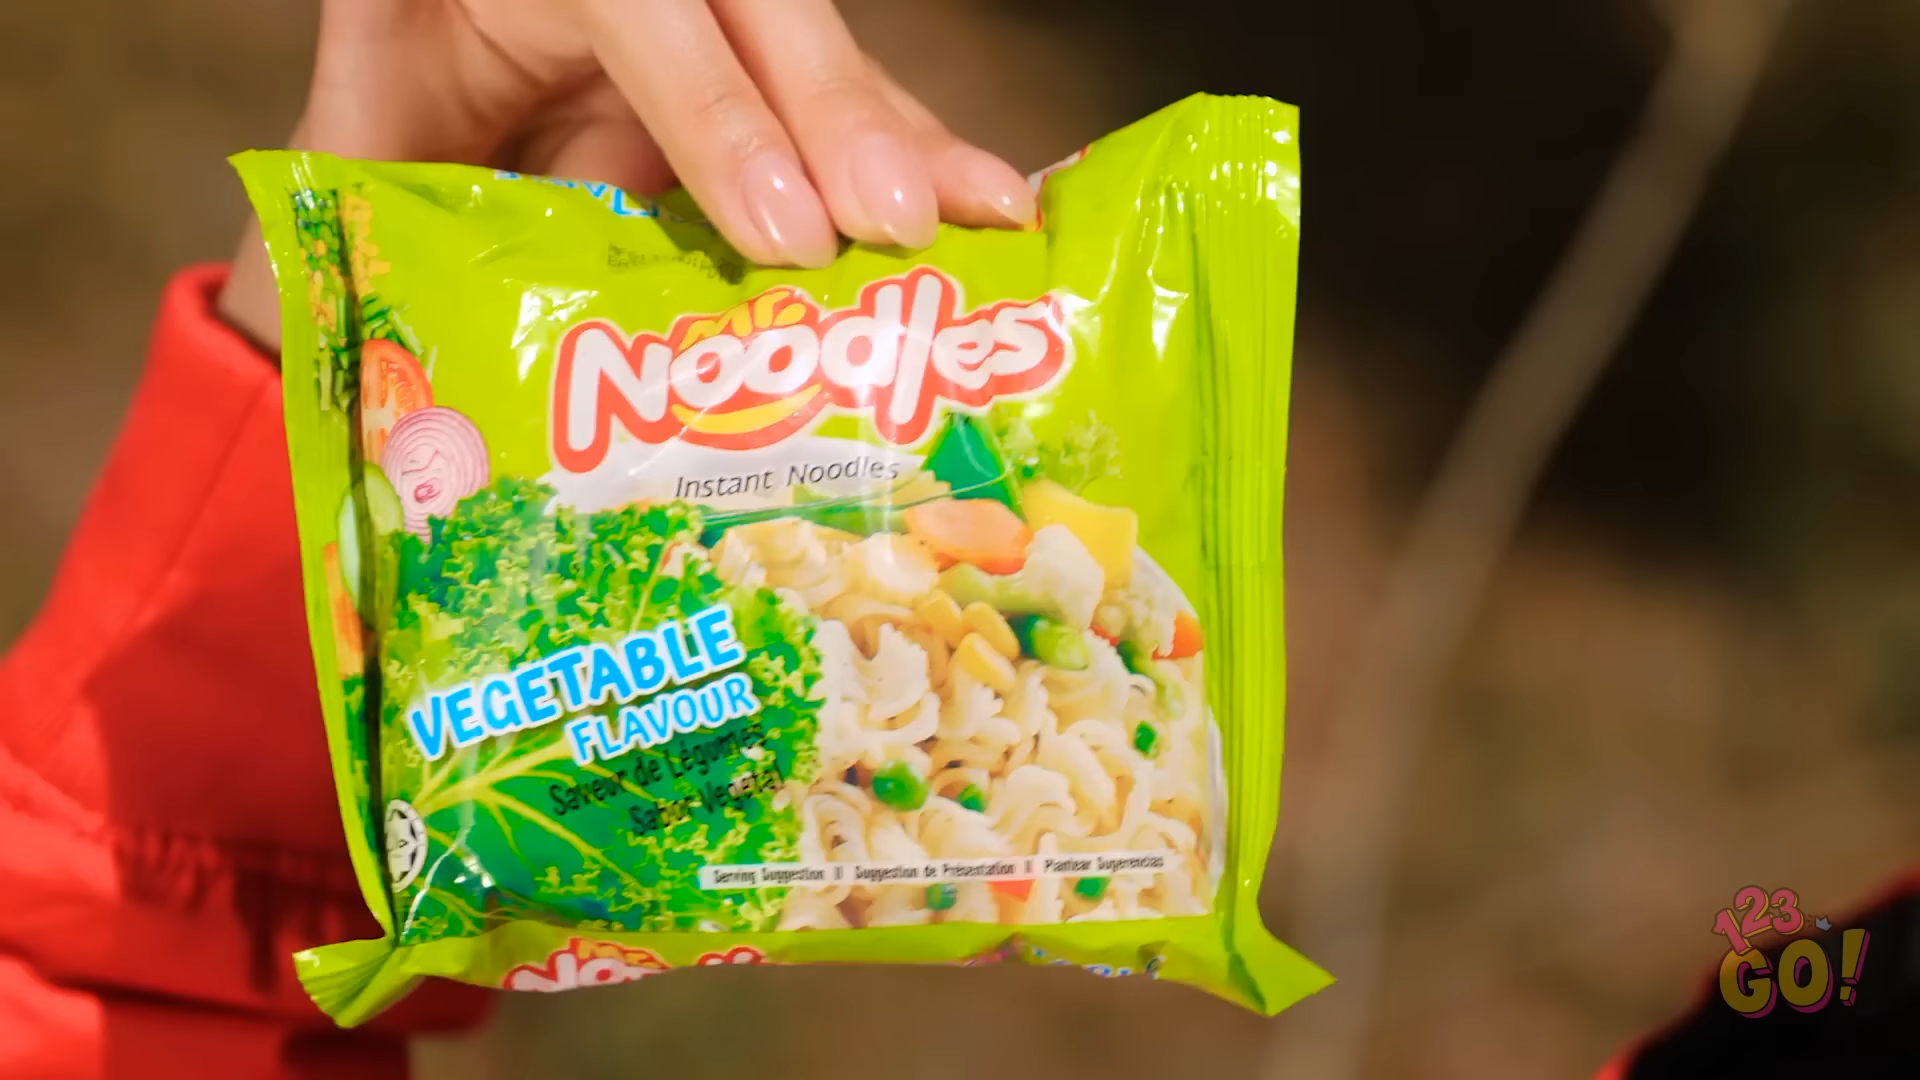 Mr.
Noodles
Instant Noodles
VEGETABLE
FLAVOUR
Saveur de Légumes
Sabor Vegetal
Serving Suggestion || Suggestion de Présentation || Plantear Sugerencias
Mr.
123
GO!